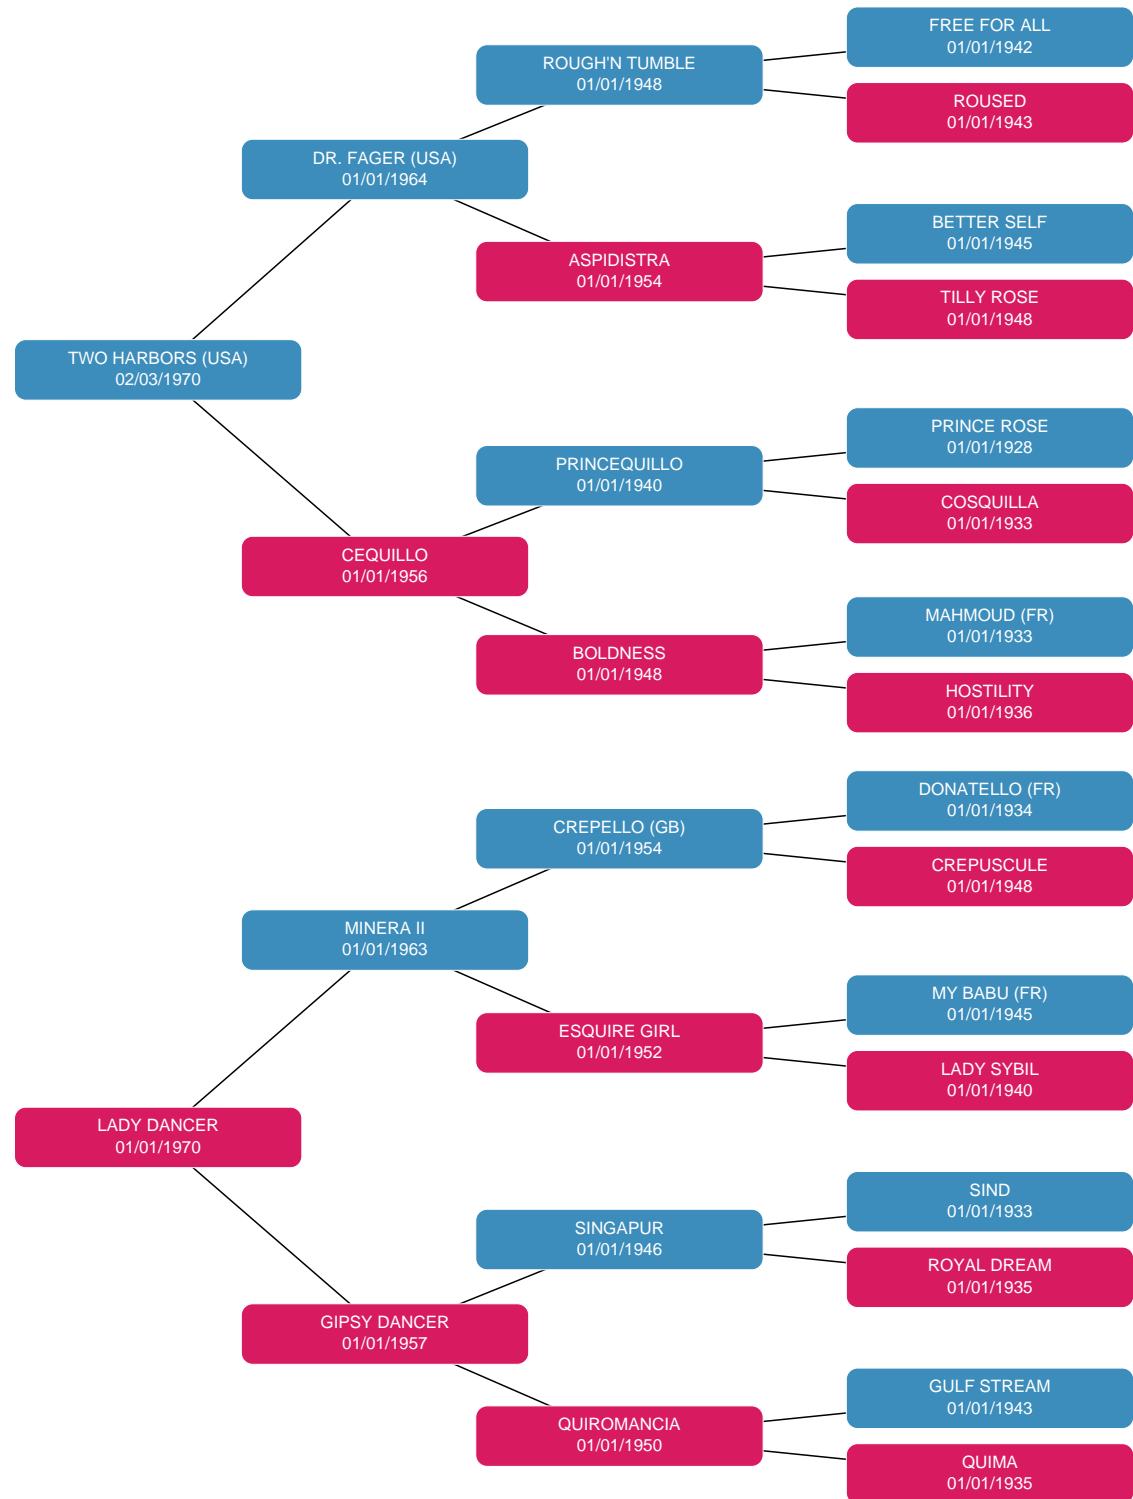 FREE FOR ALL
01/01/1942
ROUGH'N TUMBLE
01/01/1948
ROUSED
01/01/1943
DR. FAGER (USA)
01/01/1964
BETTER SELF
01/01/1945
ASPIDISTRA
01/01/1954
TILLY ROSE
01/01/1948
TWO HARBORS (USA)
02/03/1970
PRINCE ROSE
01/01/1928
PRINCEQUILLO
01/01/1940
COSQUILLA
01/01/1933
CEQUILLO
01/01/1956
MAHMOUD (FR)
01/01/1933
BOLDNESS
01/01/1948
HOSTILITY
01/01/1936
DONATELLO (FR)
01/01/1934
CREPELLO (GB)
01/01/1954
CREPUSCULE
01/01/1948
MINERA II
01/01/1963
MY BABU (FR)
01/01/1945
ESQUIRE GIRL
01/01/1952
LADY SYBIL
01/01/1940
LADY DANCER
01/01/1970
SIND
01/01/1933
SINGAPUR
01/01/1946
ROYAL DREAM
01/01/1935
GIPSY DANCER
01/01/1957
GULF STREAM
01/01/1943
QUIROMANCIA
01/01/1950
QUIMA
01/01/1935